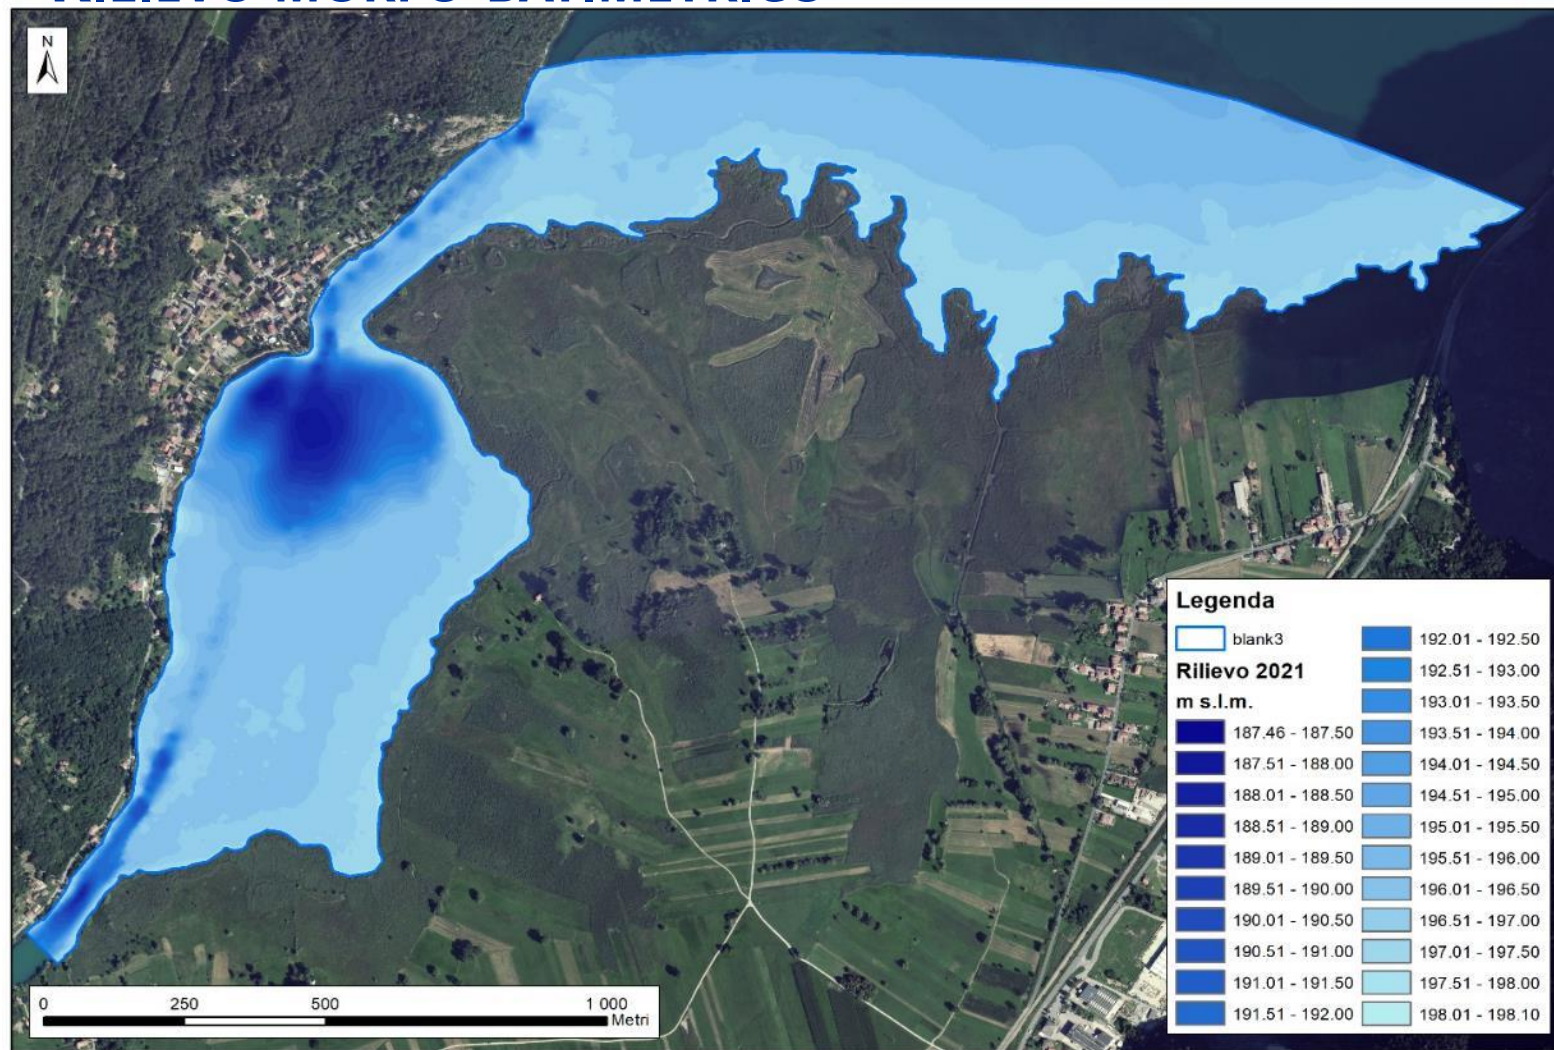 RILIEVO MORFO-BATIMETRICO
N
Legenda
blank3
Rilievo 2021
m s.l.m.
187.46 - 187.50
187.51 - 188.00
188.01 - 188.50
188.51 - 189.00
189.01 - 189.50
189.51 - 190.00
190.01 - 190.50
190.51 - 191.00
191.01 - 191.50
191.51 - 192.00
192.01 - 192.50
192.51 - 193.00
193.01 - 193.50
193.51 - 194.00
194.01 - 194.50
194.51 - 195.00
195.01 - 195.50
195.51 - 196.00
196.01 - 196.50
196.51 - 197.00
197.01 - 197.50
197.51 - 198.00
198.01 - 198.10
0 250 500 1 000
Metri